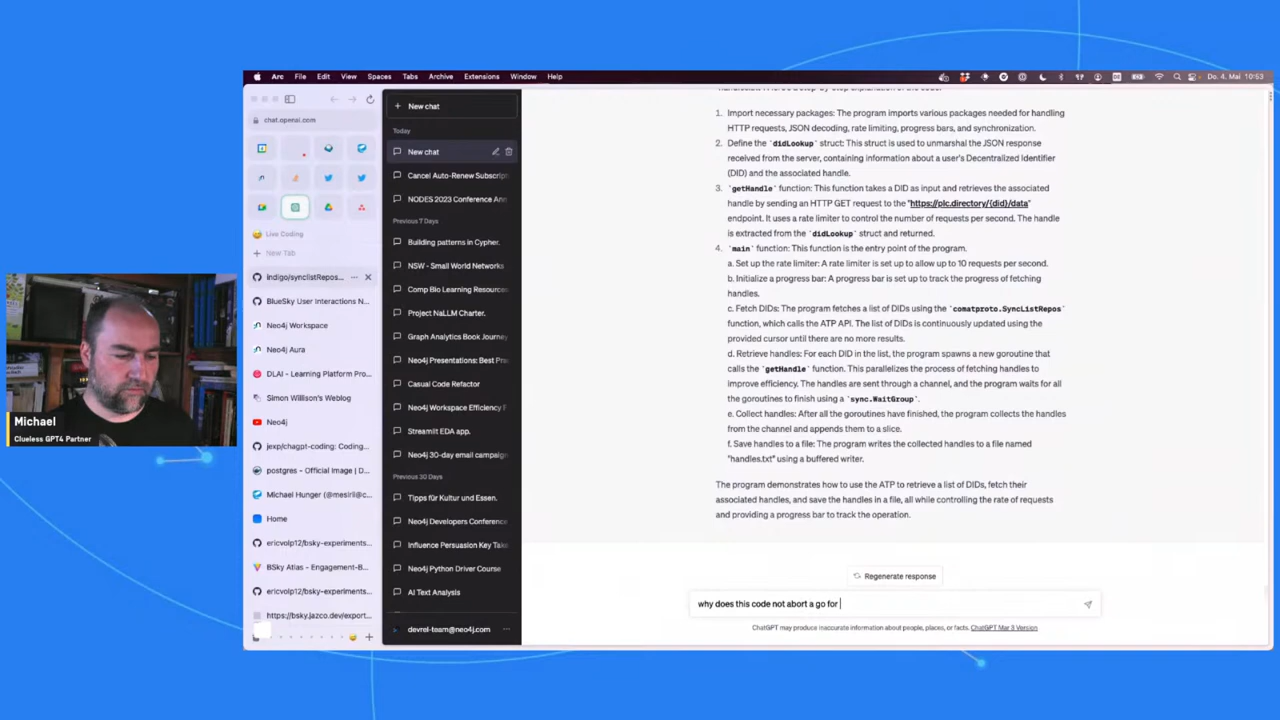 Arc File Edit View Spaces Tabs Archive Extensions Window Help
Do. 4. Mai 10:53
chat.openai.com
Live Coding
New Tab
indigo/synclistRepos...
BlueSky User Interactions N...
Neo4j Workspace
Neo4j Aura
DLAI - Learning Platform Pro...
Simon Willison's Weblog
Neo4j
jexp/chagpt-coding: Coding...
postgres - Official Image | D...
Michael Hunger (@mesirii@c...
Home
ericvolp12/bsky-experiments...
BSky Atlas - Engagement-B...
ericvolp12/bsky-experiments...
https://bsky.jazco.dev/export...
New chat
Today
New chat
Cancel Auto-Renew Subscrip
NODES 2023 Conference Ann
Previous 7 Days
Building patterns in Cypher.
NSW - Small World Networks
Comp Bio Learning Resource
Project NaLLM Charter.
Graph Analytics Book Journey
Neo4j Presentations: Best Prac
Casual Code Refactor
Neo4j Workspace Efficiency F
Streamlit EDA app.
Neo4j 30-day email campaign
Previous 30 Days
Tipps für Kultur und Essen.
Neo4j Developers Conference
Influence Persuasion Key Take
Neo4j Python Driver Course
AI Text Analysis
devrel-team@neo4j.com
1. Import necessary packages: The program imports various packages needed for handling
HTTP requests, JSON decoding, rate limiting, progress bars, and synchronization.
2. Define the `didLookup` struct: This struct is used to unmarshal the JSON response
received from the server, containing information about a user's Decentralized Identifier
(DID) and the associated handle.
3. `getHandle` function: This function takes a DID as input and retrieves the associated
handle by sending an HTTP GET request to the "https://plc.directory/{did}/data"
endpoint. It uses a rate limiter to control the number of requests per second. The handle
is extracted from the `didLookup` struct and returned.
4. `main` function: This function is the entry point of the program.
a. Set up the rate limiter: A rate limiter is set up to allow up to 10 requests per second.
b. Initialize a progress bar: A progress bar is set up to track the progress of fetching
handles.
c. Fetch DIDs: The program fetches a list of DIDs using the `comatproto.SyncListRepos`
function, which calls the ATP API. The list of DIDs is continuously updated using the
provided cursor until there are no more results.
d. Retrieve handles: For each DID in the list, the program spawns a new goroutine that
calls the `getHandle` function. This parallelizes the process of fetching handles to
improve efficiency. The handles are sent through a channel, and the program waits for all
the goroutines to finish using a `sync.WaitGroup`.
e. Collect handles: After all the goroutines have finished, the program collects the handles
from the channel and appends them to a slice.
f. Save handles to a file: The program writes the collected handles to a file named
"handles.txt" using a buffered writer.
The program demonstrates how to use the ATP to retrieve a list of DIDs, fetch their
associated handles, and save the handles in a file, all while controlling the rate of requests
and providing a progress bar to track the operation.
Regenerate response
why does this code not abort a go for
ChatGPT may produce inaccurate information about people, places, or facts. ChatGPT Mar 3 Version
Michael
Clueless GPT4 Partner